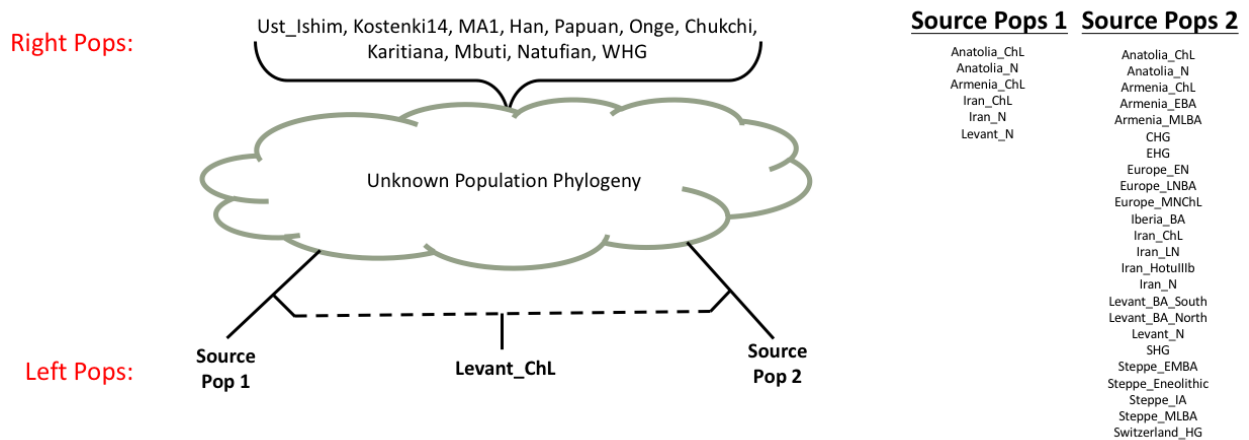 Right Pops:
Ust_Ishim, Kostenki14, MA1, Han, Papuan, Onge, Chukchi,
Karitiana, Mbuti, Natufian, WHG
Unknown Population Phylogeny
Left Pops:
Source
Pop 1
Levant_ChL
Source
Pop 2
Source Pops 1
Anatolia_ChL
Anatolia_N
Armenia_ChL
Iran_ChL
Iran_N
Levant_N
Source Pops 2
Anatolia_ChL
Anatolia_N
Armenia_ChL
Armenia_EBA
Armenia_MLBA
CHG
EHG
Europe_EN
Europe_LNBA
Europe_MNChL
Iberia_BA
Iran_ChL
Iran_LN
Iran_HotuIIIb
Iran_N
Levant_BA_South
Levant_BA_North
Levant_N
SHG
Steppe_EMBA
Steppe_Eneolithic
Steppe_IA
Steppe_MLBA
Switzerland_HG